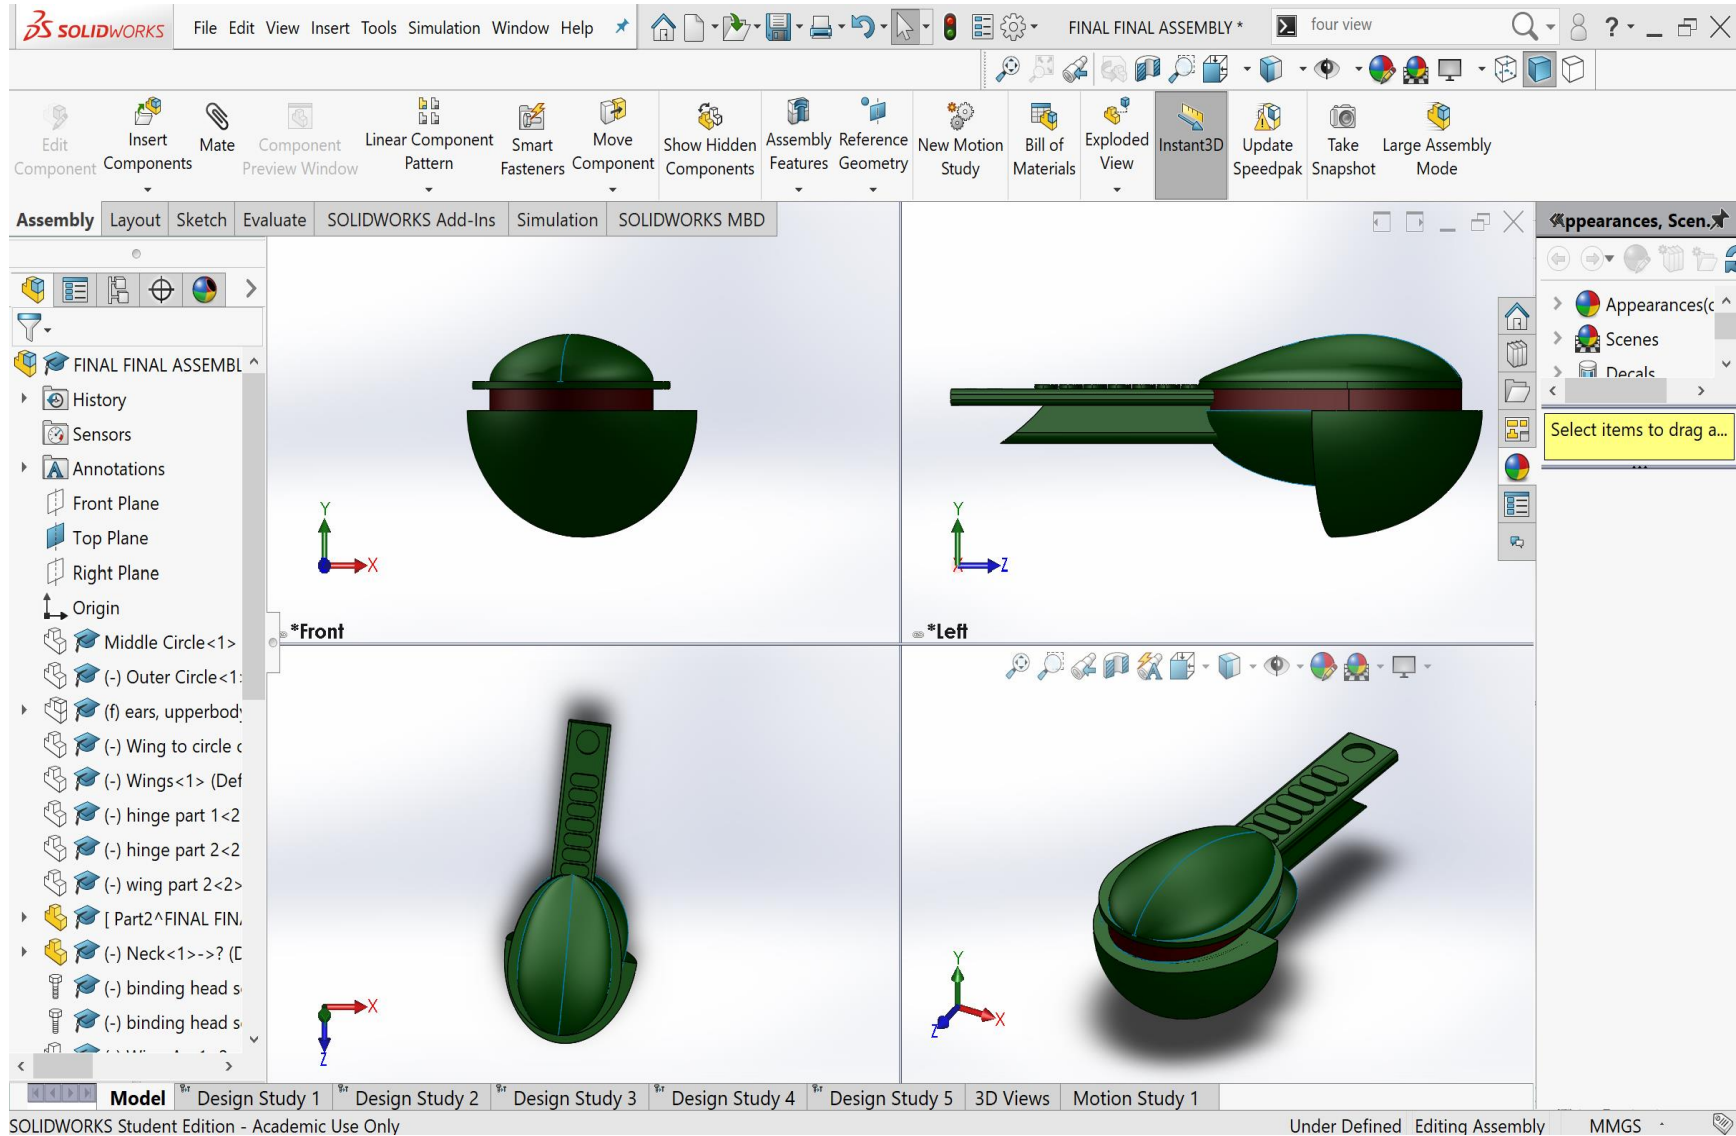 SOLIDWORKS File Edit View Insert Tools Simulation Window Help FINAL FINAL ASSEMBLY * four view ?
Edit Component
Insert Components
Mate
Component Preview Window
Linear Component Pattern
Smart Fasteners
Move Component
Show Hidden Components
Assembly Features
Reference Geometry
New Motion Study
Bill of Materials
Exploded View
Instant3D
Update Speedpak
Take Snapshot
Large Assembly Mode
Assembly Layout Sketch Evaluate SOLIDWORKS Add-Ins Simulation SOLIDWORKS MBD
FINAL FINAL ASSEMBL
History
Sensors
Annotations
Front Plane
Top Plane
Right Plane
Origin
Middle Circle<1>
(-) Outer Circle<1>
(f) ears, upperbody
(-) Wing to circle c
(-) Wings<1> (Def
(-) hinge part 1<2
(-) hinge part 2<2
(-) wing part 2<2>
[ Part2^FINAL FIN
(-) Neck<1>->? (D
(-) binding head s
(-) binding head s
Y
X
*Front
Y
X
Z
*Left
X
Z
Y
X
Z
Appearances, Scen...
Appearances(c
Scenes
Decals
Select items to drag a...
Model Design Study 1 Design Study 2 Design Study 3 Design Study 4 Design Study 5 3D Views Motion Study 1
SOLIDWORKS Student Edition - Academic Use Only Under Defined Editing Assembly MMGS